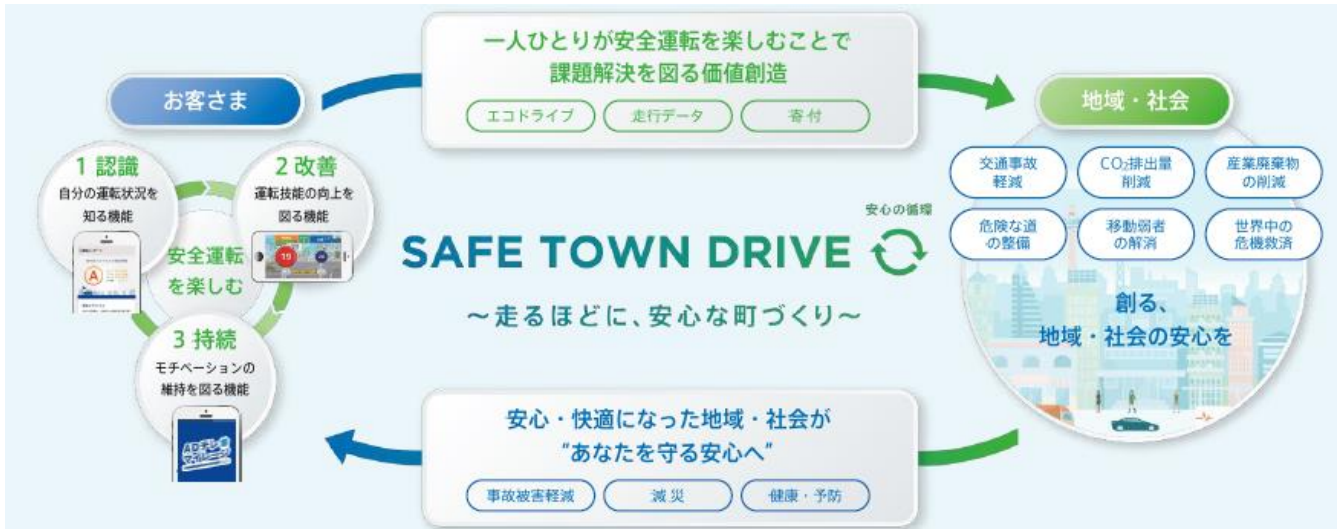 一人ひとりが安全運転を楽しむことで
課題解決を図る価値創造
エコドライブ
走行データ
寄付
お客さま
地域・社会
1 認識
自分の運転状況を
知る機能
A
2 改善
運転技能の向上を
図る機能
19
安全運転
を楽しむ
3 持続
モチベーションの
維持を図る機能
安心の循環
SAFE TOWN DRIVE
～走るほどに、安心な町づくり～
交通事故
軽減
CO₂排出量
削減
産業廃棄物
の削減
危険な道
の整備
移動弱者
の解消
世界中の
危機救済
創る、
地域・社会の安心を
安心・快適になった地域・社会が
“あなたを守る安心へ”
事故被害軽減
減災
健康・予防